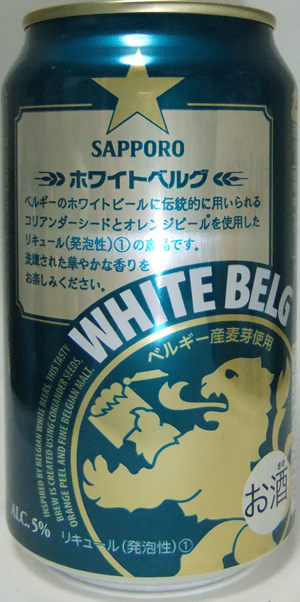 SAPPORO
ホワイトベルグ
ベルギーのホワイトビールに伝統的に用いられる
コリアンダーシードとオレンジピールを使用した
リキュール(発泡性)①の商品です。
洗練された華やかな香りを
お楽しみください。
WHITE BELG
ベルギー産麦芽使用
INSPIRED BY BELGIAN WHITE BEERS, THIS TASTY
BREW IS CREATED USING CORIANDER SEEDS,
ORANGE PEEL AND FINE BELGIAN MALT.
ALC. 5%
お酒
さけ
リキュール(発泡性)①